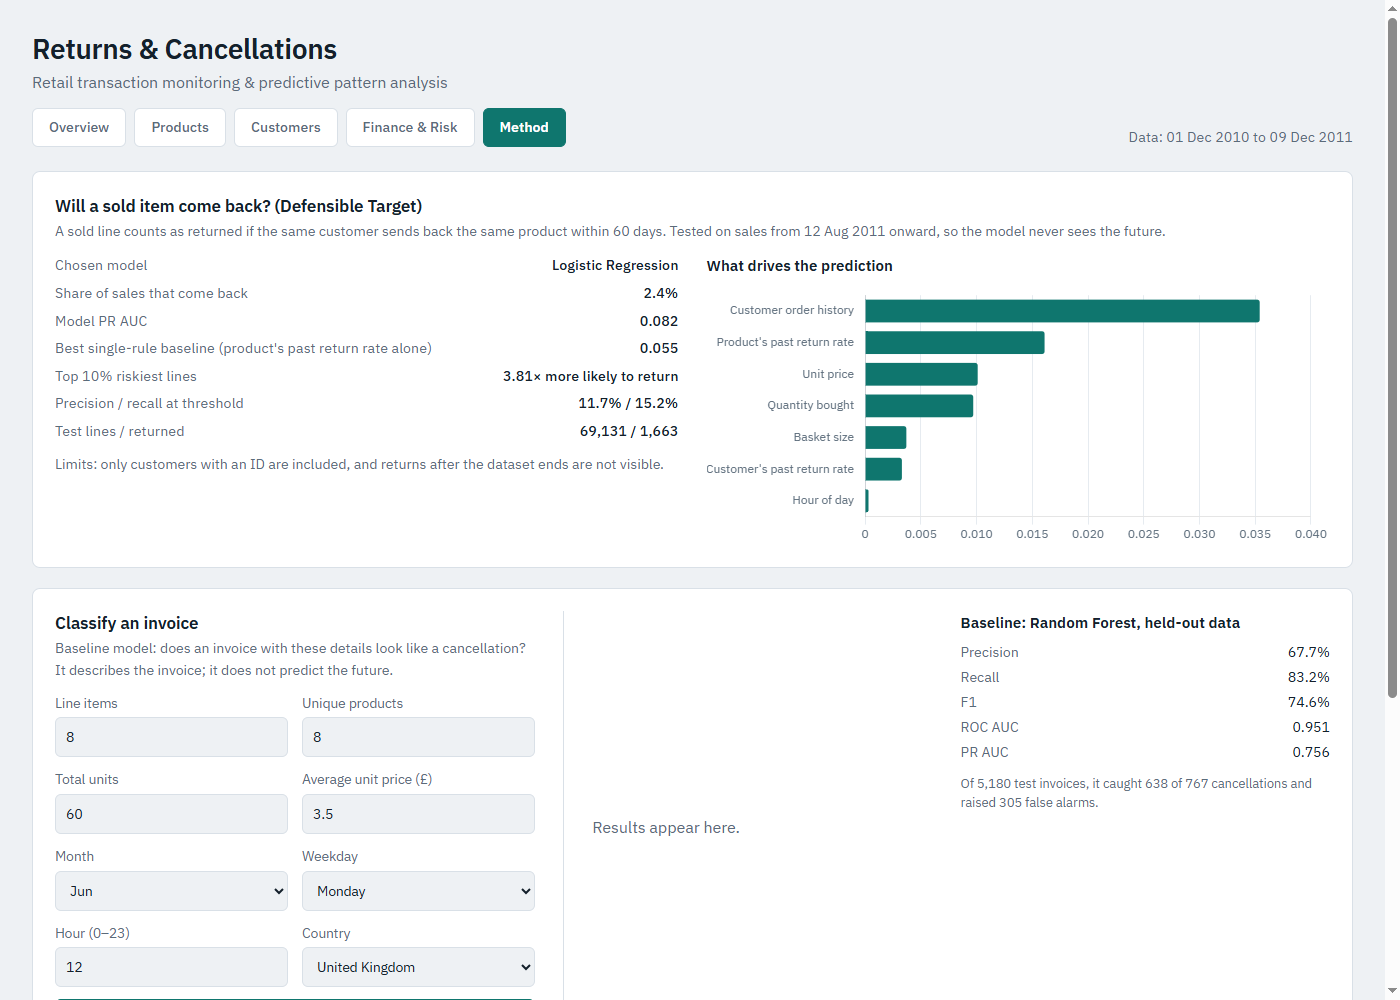 Returns & Cancellations
Retail transaction monitoring & predictive pattern analysis
Overview
Products
Customers
Finance & Risk
Method
Data: 01 Dec 2010 to 09 Dec 2011
Will a sold item come back? (Defensible Target)
A sold line counts as returned if the same customer sends back the same product within 60 days. Tested on sales from 12 Aug 2011 onward, so the model never sees the future.
Chosen model Logistic Regression
Share of sales that come back 2.4%
Model PR AUC 0.082
Best single-rule baseline (product's past return rate alone) 0.055
Top 10% riskiest lines 3.81× more likely to return
Precision / recall at threshold 11.7% / 15.2%
Test lines / returned 69,131 / 1,663
Limits: only customers with an ID are included, and returns after the dataset ends are not visible.
What drives the prediction
Customer order history
Product's past return rate
Unit price
Quantity bought
Basket size
Customer's past return rate
Hour of day
0 0.005 0.010 0.015 0.020 0.025 0.030 0.035 0.040
Classify an invoice
Baseline model: does an invoice with these details look like a cancellation?
It describes the invoice; it does not predict the future.
Line items Unique products
8 8
Total units Average unit price (£)
60 3.5
Month Weekday
Jun Monday
Hour (0–23) Country
12 United Kingdom
Results appear here.
Baseline: Random Forest, held-out data
Precision 67.7%
Recall 83.2%
F1 74.6%
ROC AUC 0.951
PR AUC 0.756
Of 5,180 test invoices, it caught 638 of 767 cancellations and
raised 305 false alarms.